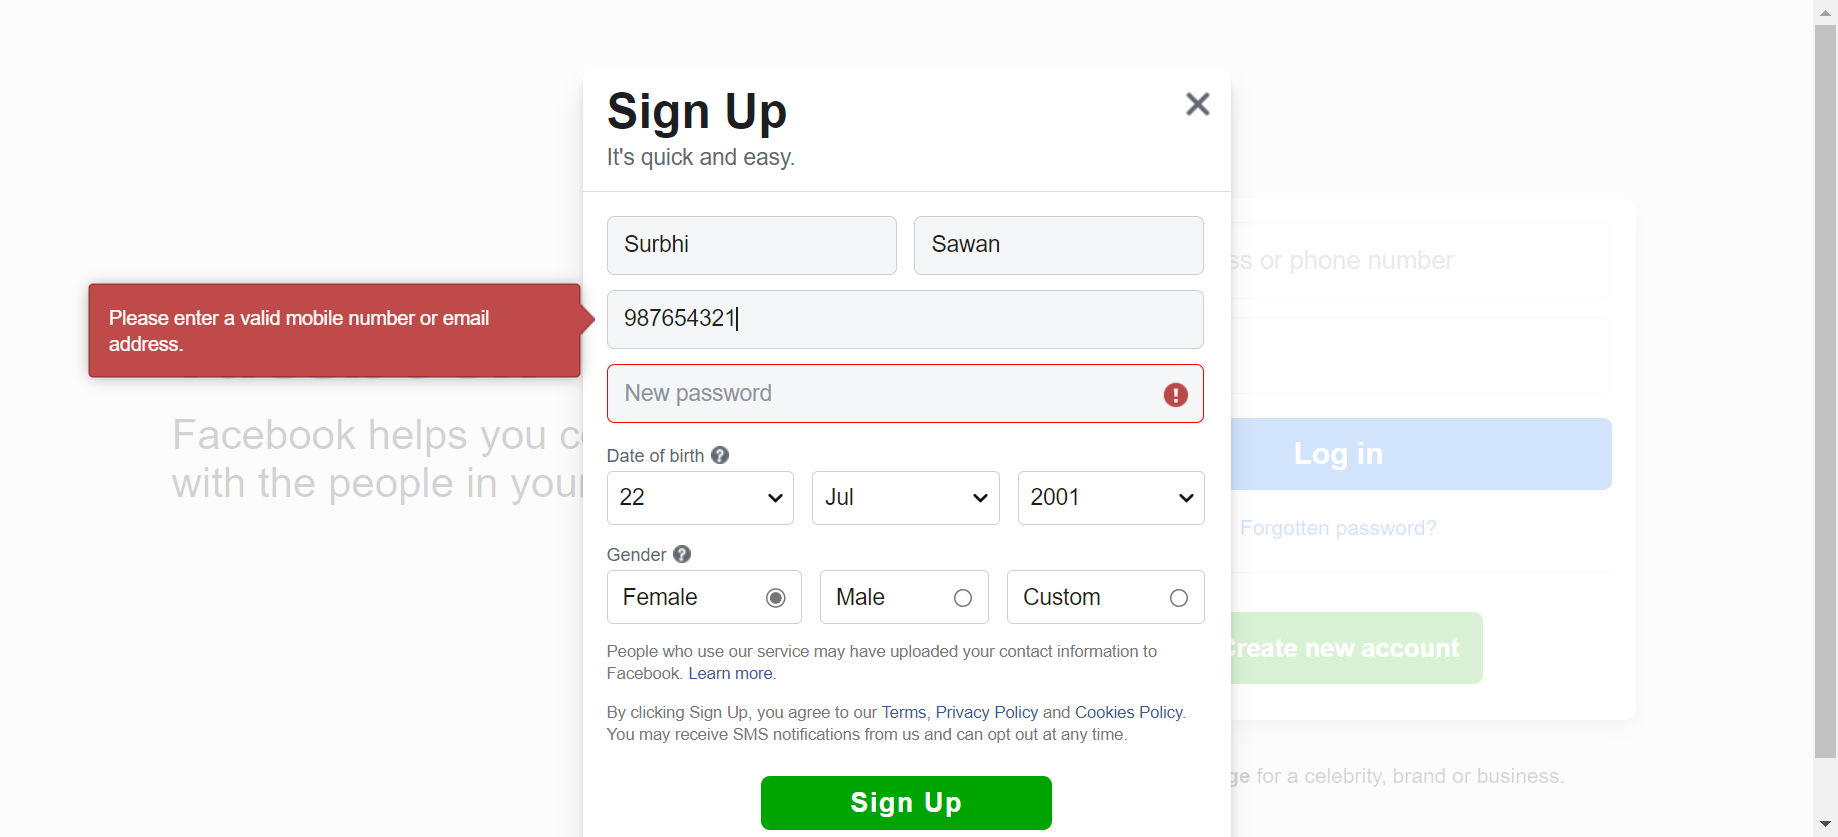 Sign Up
It's quick and easy.
Surbhi
Sawan
987654321
Please enter a valid mobile number or email
address.
New password
Date of birth
22
Jul
2001
Gender
Female
Male
Custom
People who use our service may have uploaded your contact information to
Facebook. Learn more.
By clicking Sign Up, you agree to our Terms, Privacy Policy and Cookies Policy.
You may receive SMS notifications from us and can opt out at any time.
Sign Up
Facebook helps you
with the people in your
or phone number
Log in
Forgotten password?
Create new account
for a celebrity, brand or business.